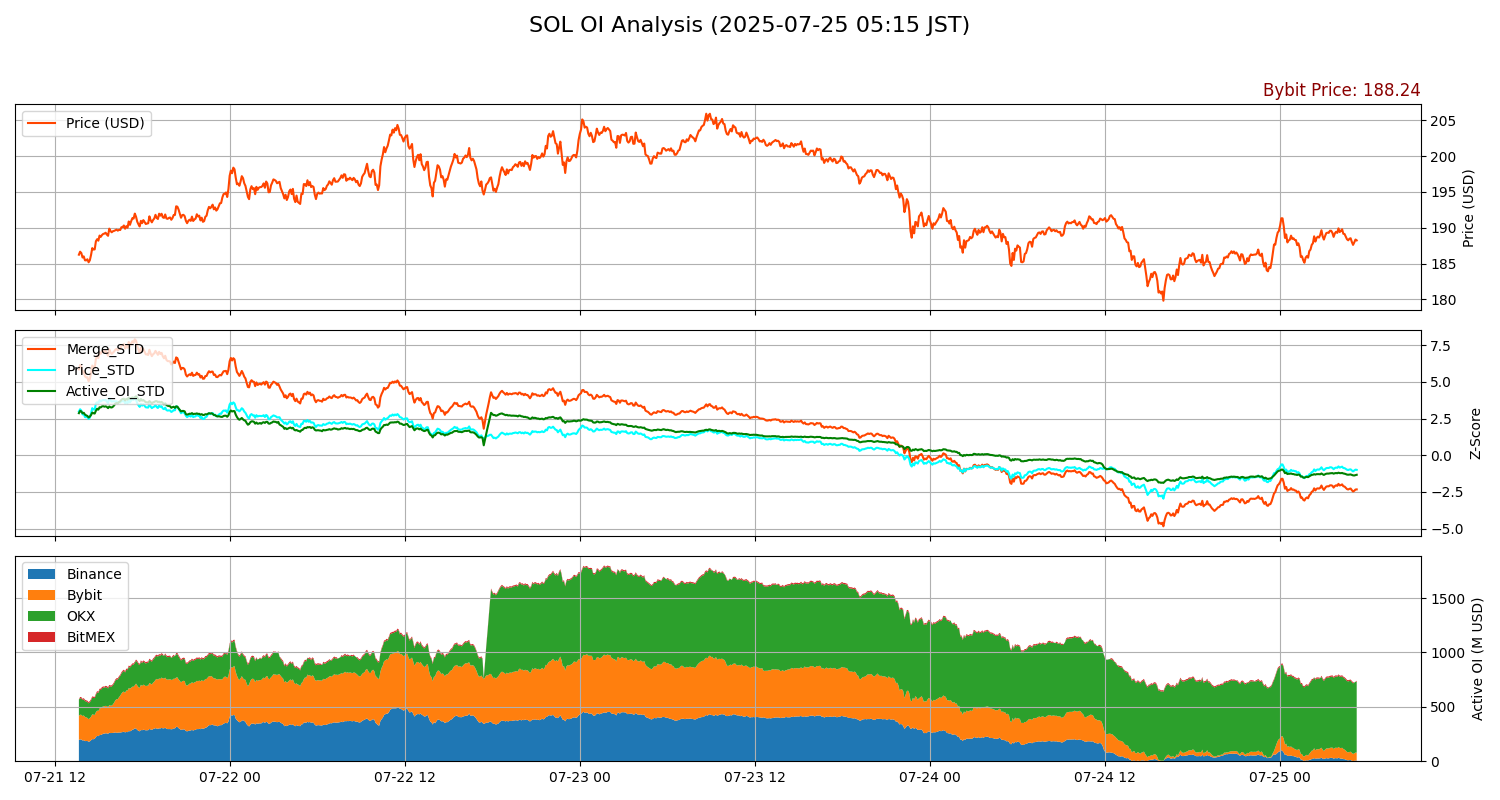 SOL OI Analysis (2025-07-25 05:15 JST)
Bybit Price: 188.24
Price (USD)
205
200
195
190
185
180
Price (USD)
Merge_STD
Price_STD
Active_OI_STD
7.5
5.0
2.5
0.0
−2.5
−5.0
Z-Score
Binance
Bybit
OKX
BitMEX
1500
1000
500
0
Active OI (M USD)
07-21 12
07-22 00
07-22 12
07-23 00
07-23 12
07-24 00
07-24 12
07-25 00